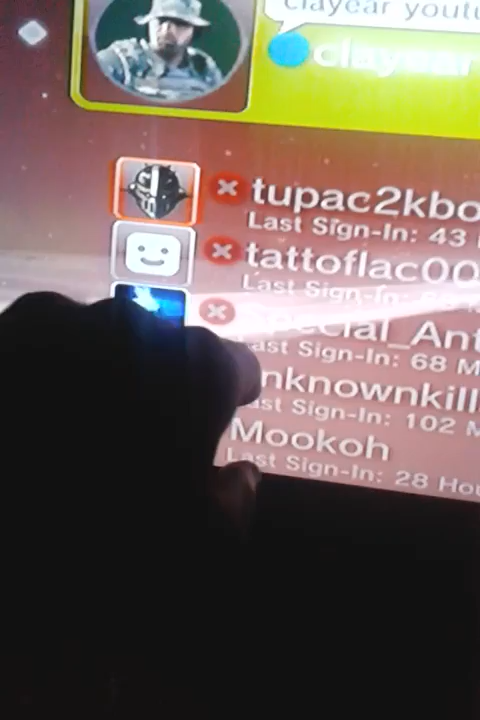 clayear youtu
clayear
tupac2kbo
Last Sign-In: 43
tattoflac00
Last Sign-In:
Special_Ant
Last Sign-In: 68 M
nknownkill
Last Sign-In: 102 M
Mookoh
Last Sign-In: 28 Hou